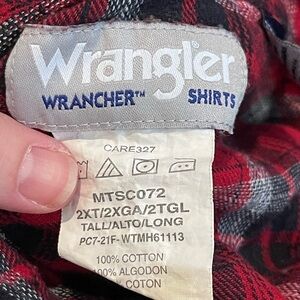 Wrangler
WRANCHER™ SHIRTS
CARE327
MTSC072
2XT/2XGA/2TGL
TALL/ALTO/LONG
PC7-21F-WTMH61113
100% COTTON
100% ALGODON
COTON